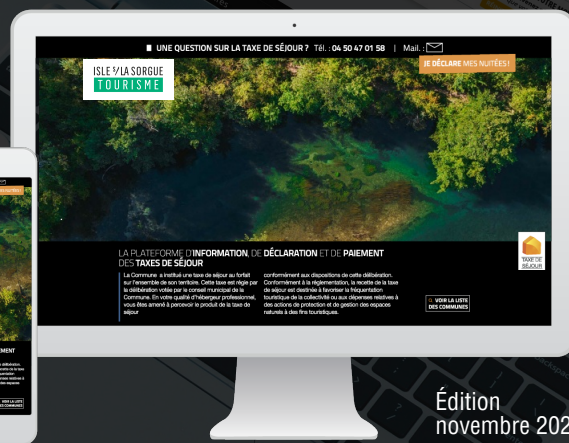 UNE QUESTION SUR LA TAXE DE SÉJOUR ? Tél. : 04 50 47 01 58 | Mail. :
JE DÉCLARE MES NUITÉES !
ISLE S/LA SORGUE
TOURISME
LA PLATEFORME D'INFORMATION, DE DÉCLARATION ET DE PAIEMENT
DES TAXES DE SÉJOUR
La Commune a institué une taxe de séjour au forfait
sur l'ensemble de son territoire. Cette taxe est régie par
la délibération votée par le conseil municipal de la
Commune. En votre qualité d'hébergeur professionnel,
vous êtes amené à percevoir le produit de la taxe de
séjour
conformément aux dispositions de cette délibération.
Conformément à la réglementation, la recette de la taxe
de séjour est destinée à favoriser la fréquentation
touristique de la collectivité ou aux dépenses relatives à
des actions de protection et de gestion des espaces
naturels à des fins touristiques.
TAXE DE
SÉJOUR
VOIR LA LISTE
DES COMMUNES
VOIR LA LISTE
DES COMMUNES
Édition
novembre 202